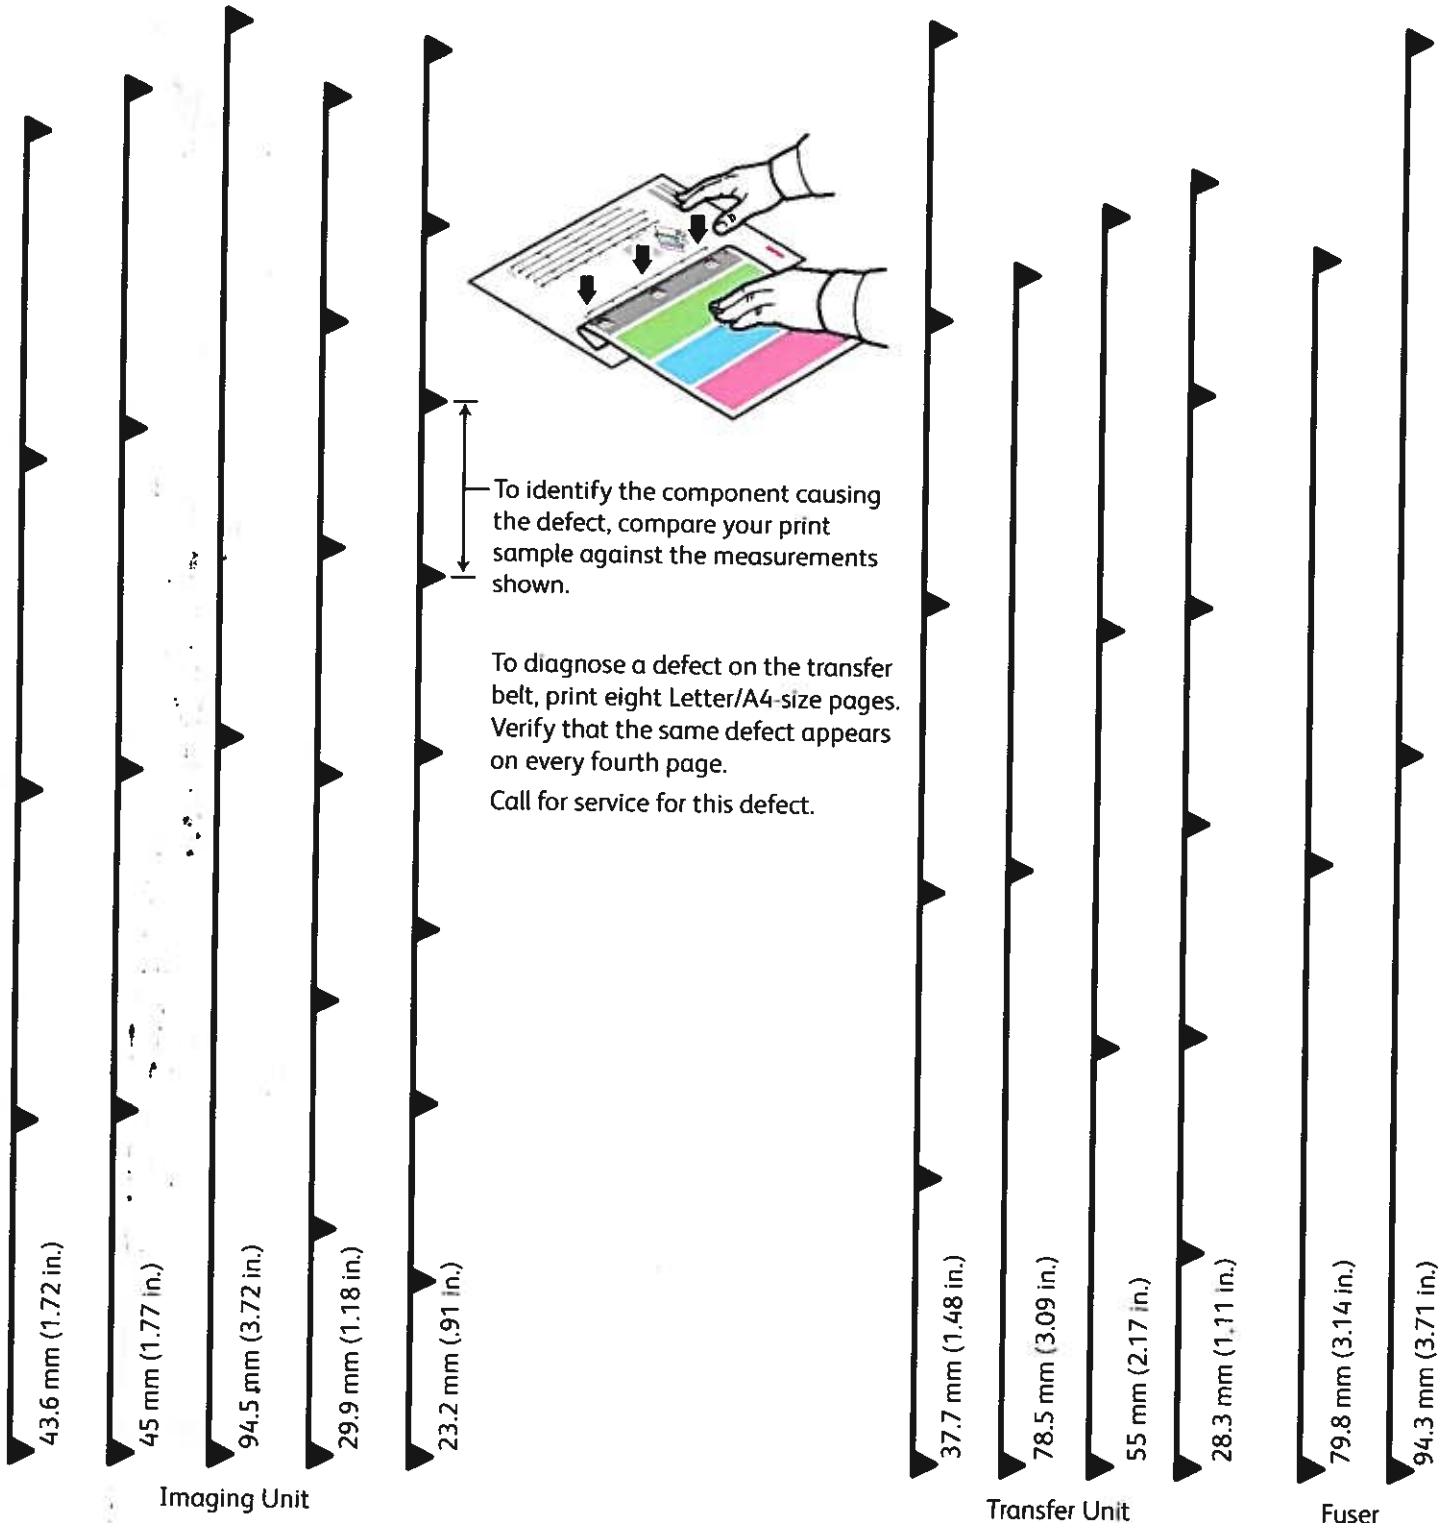 To identify the component causing
the defect, compare your print
sample against the measurements
shown.
To diagnose a defect on the transfer
belt, print eight Letter/A4-size pages.
Verify that the same defect appears
on every fourth page.
Call for service for this defect.
43.6 mm (1.72 in.)
45 mm (1.77 in.)
94.5 mm (3.72 in.)
29.9 mm (1.18 in.)
23.2 mm (.91 in.)
37.7 mm (1.48 in.)
78.5 mm (3.09 in.)
55 mm (2.17 in.)
28.3 mm (1.11 in.)
79.8 mm (3.14 in.)
94.3 mm (3.71 in.)
Imaging Unit
Transfer Unit
Fuser